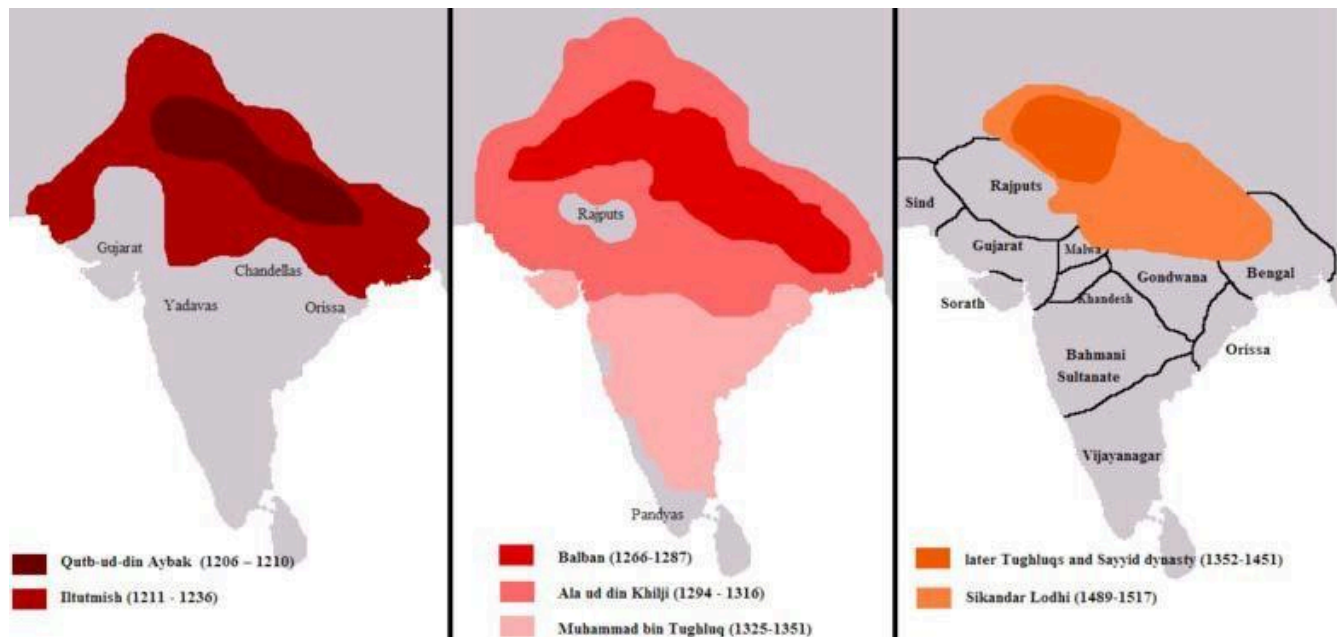 Gujarat
Chandellas
Yadavas
Orissa
Qutb-ud-din Aybak (1206 – 1210)
Iltutmish (1211 - 1236)
Rajputs
Pandyas
Balban (1266-1287)
Ala ud din Khilji (1294 - 1316)
Muhammad bin Tughluq (1325-1351)
Rajputs
Sind
Gujarat
Malwa
Gondwana
Bengal
Sorath
Khandesh
Orissa
Bahmani
Sultanate
Vijayanagar
later Tughluqs and Sayyid dynasty (1352-1451)
Sikandar Lodhi (1489-1517)